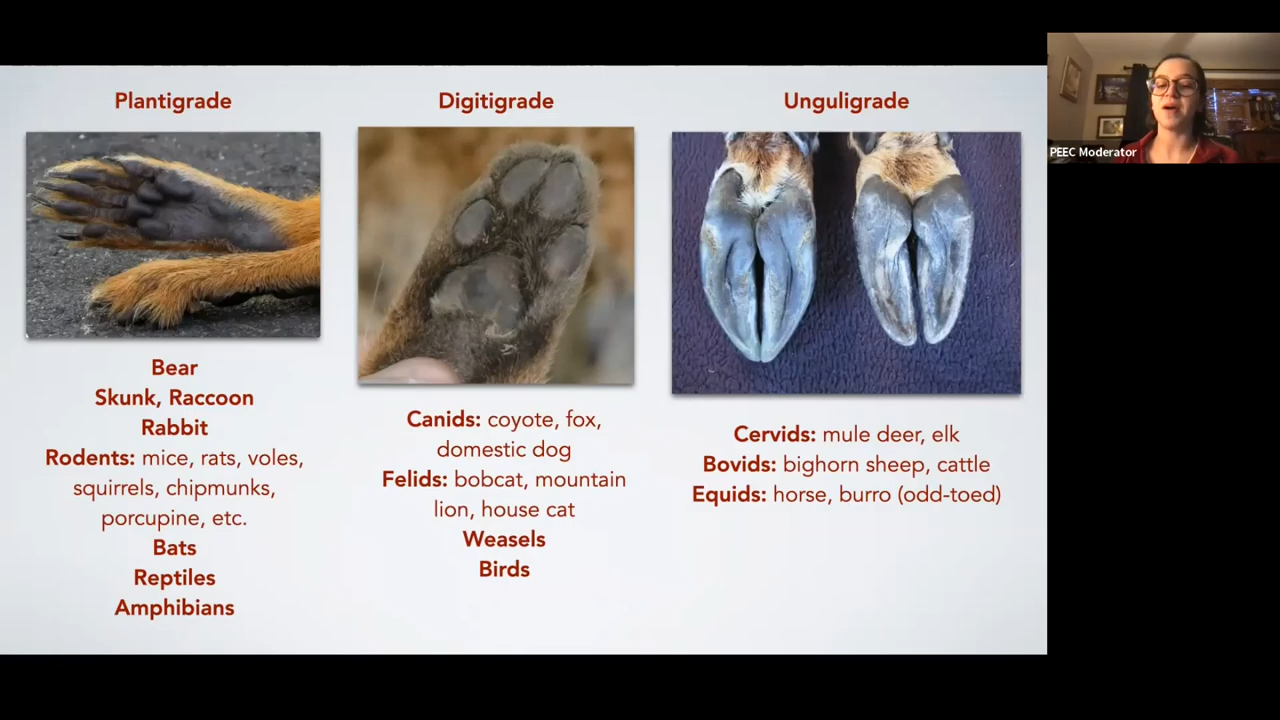 Plantigrade
Bear
Skunk, Raccoon
Rabbit
Rodents: mice, rats, voles,
squirrels, chipmunks,
porcupine, etc.
Bats
Reptiles
Amphibians
Digitigrade
Canids: coyote, fox,
domestic dog
Felids: bobcat, mountain
lion, house cat
Weasels
Birds
Unguligrade
Cervids: mule deer, elk
Bovids: bighorn sheep, cattle
Equids: horse, burro (odd-toed)
PEEC Moderator